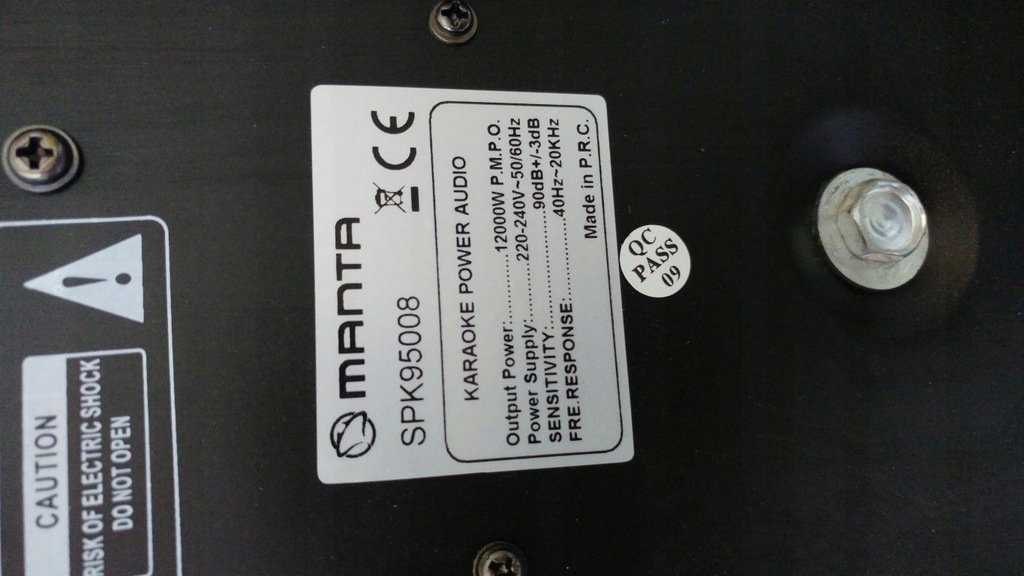 MANTA
SPK95008
KARAOKE POWER AUDIO
Output Power:..............12000W P.M.P.O.
Power Supply:...........220-240V~50/60Hz
SENSITIVITY:......................90dB+/-3dB
FRE.RESPONSE:..............40Hz~20KHz
Made in P.R.C.
QC
PASS
09
CAUTION
RISK OF ELECTRIC SHOCK
DO NOT OPEN